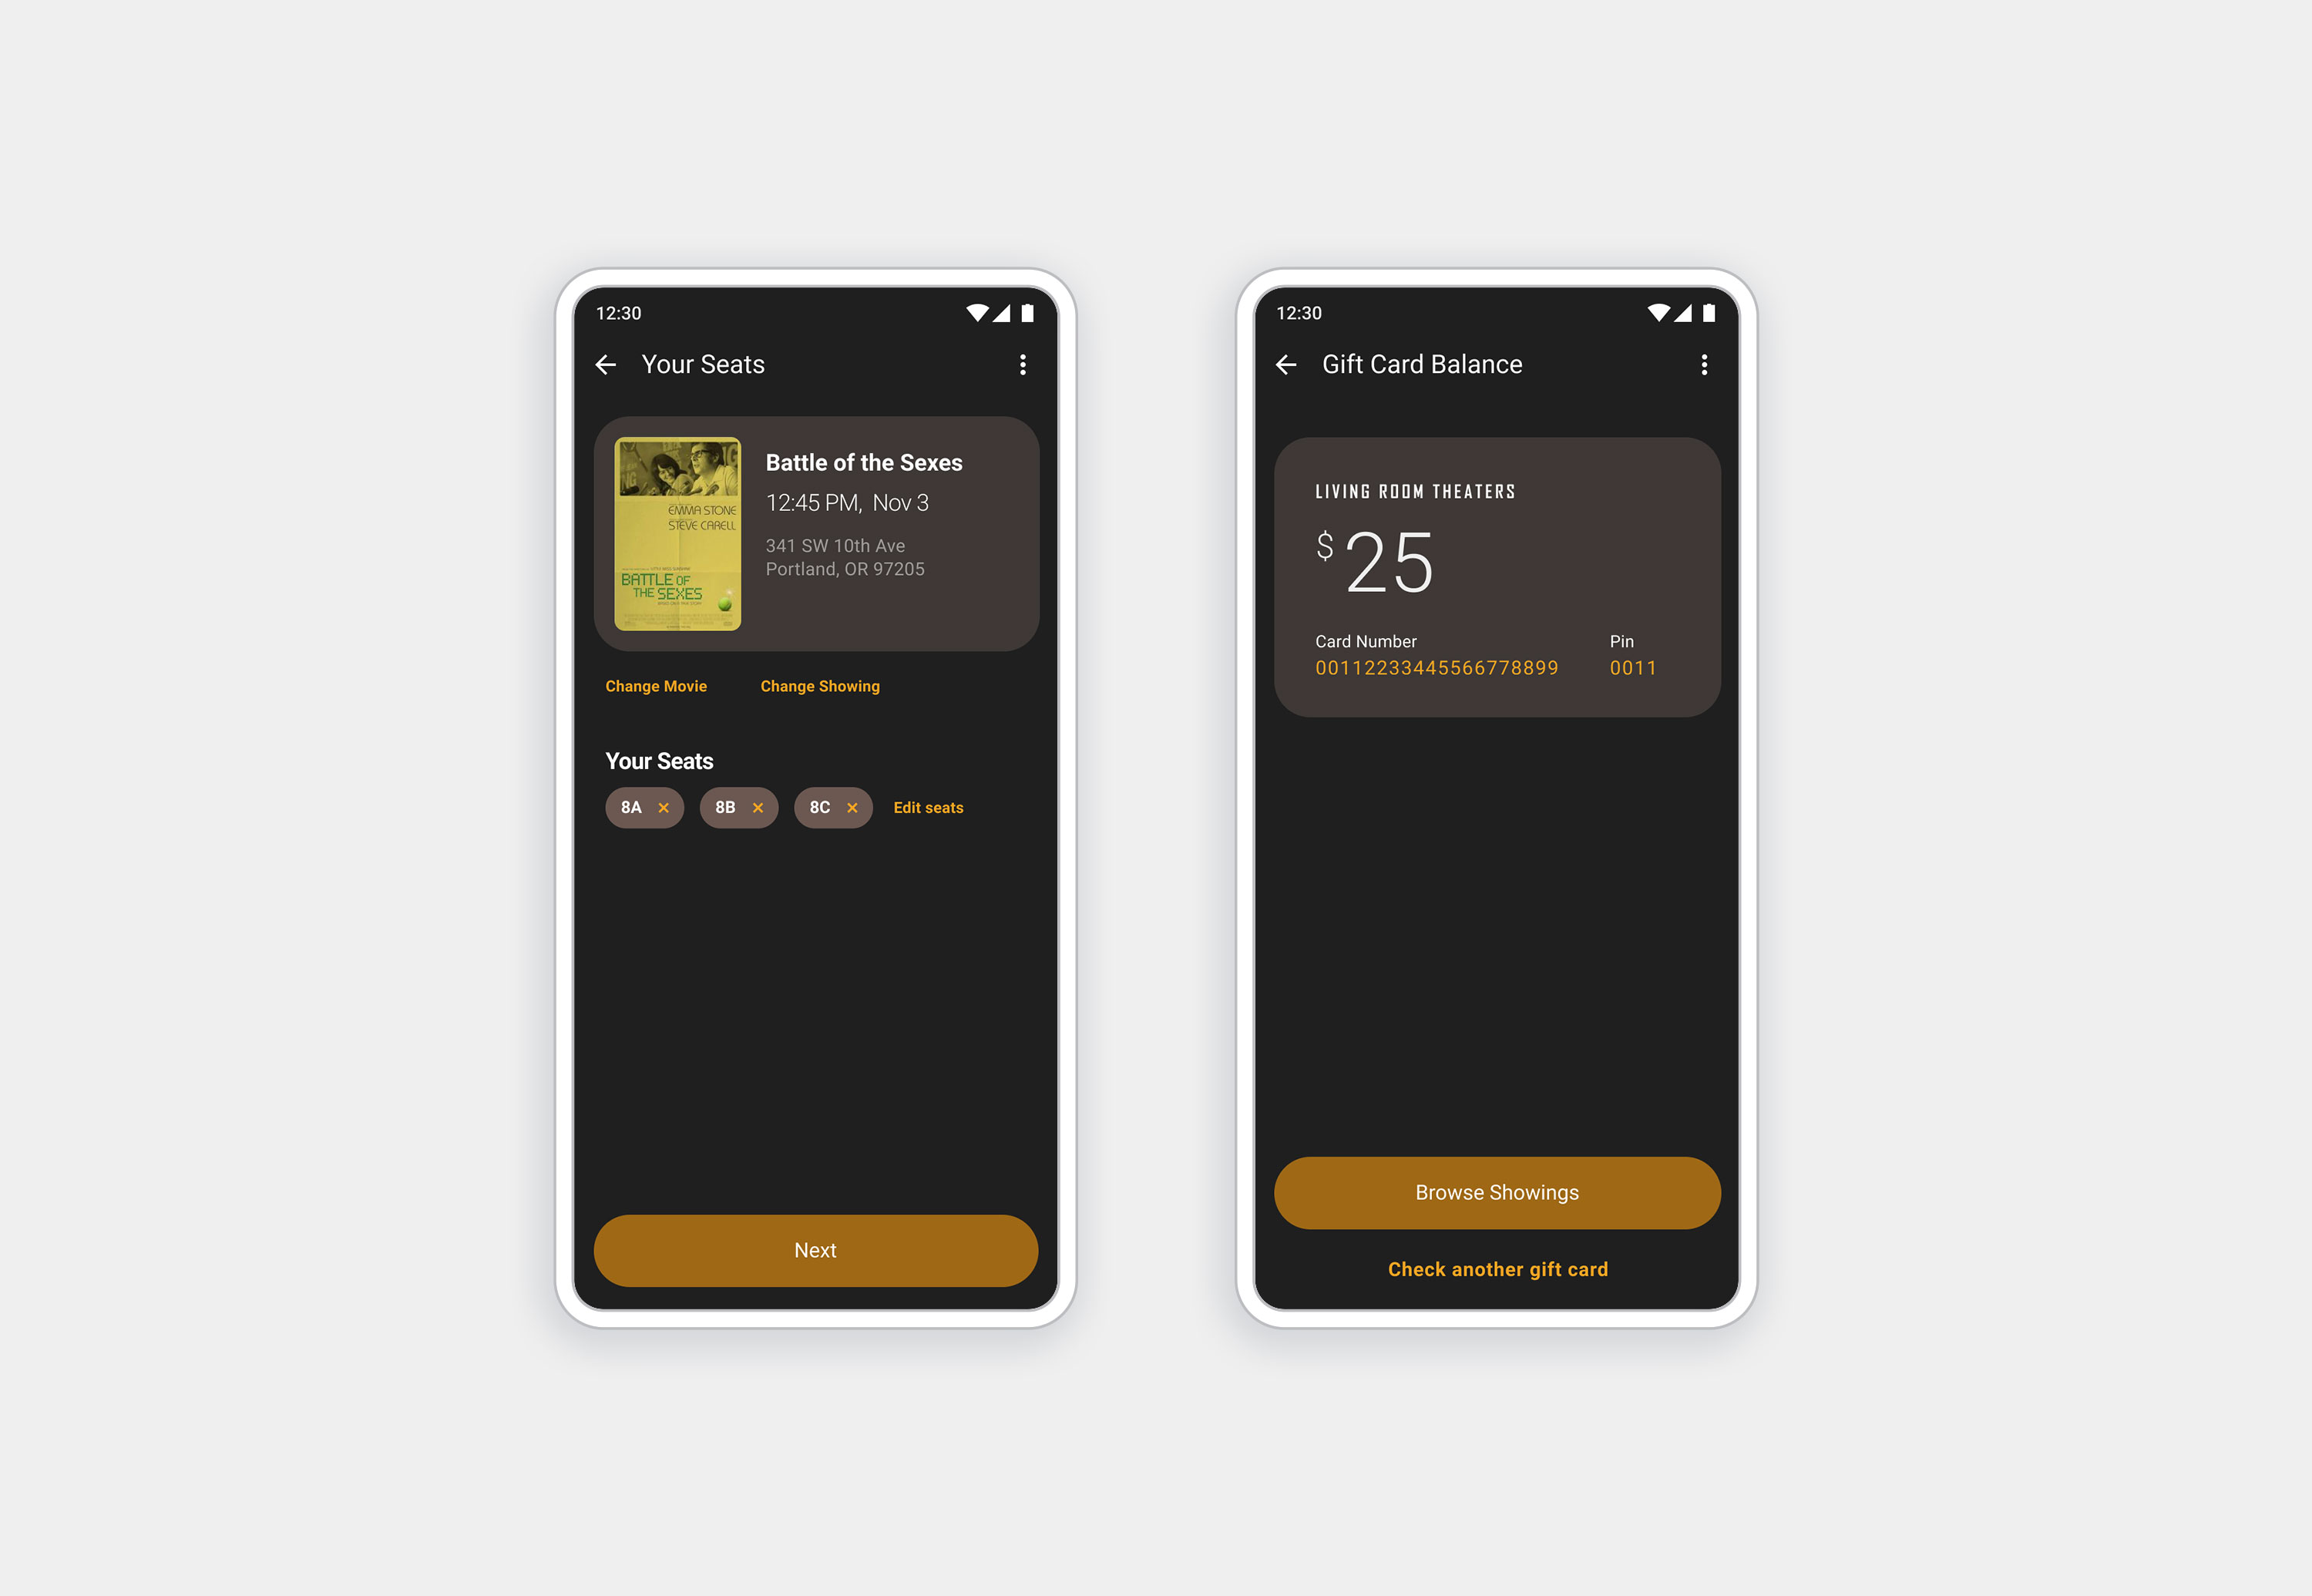 12:30
Your Seats
EMMA STONE
STEVE CARELL
BATTLE OF
THE SEXES
Battle of the Sexes
12:45 PM, Nov 3
341 SW 10th Ave
Portland, OR 97205
Change Movie
Change Showing
Your Seats
8A
8B
8C
Edit seats
Next
12:30
Gift Card Balance
LIVING ROOM THEATERS
$25
Card Number
Pin
00112233445566778899
0011
Browse Showings
Check another gift card